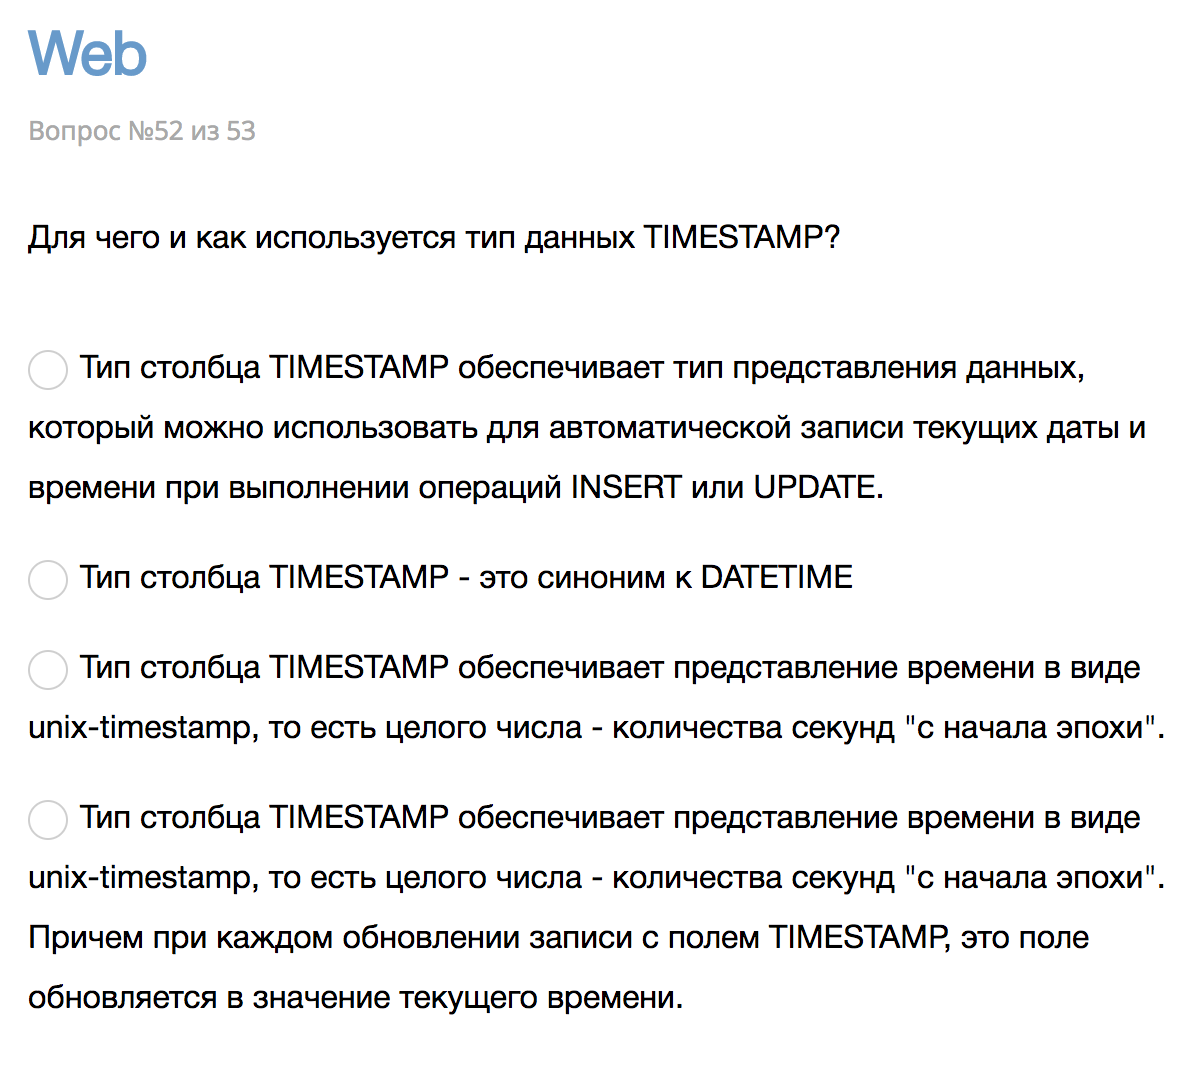 Web
Вопрос №52 из 53
Для чего и как используется тип данных TIMESTAMP?
Тип столбца TIMESTAMP обеспечивает тип представления данных,
который можно использовать для автоматической записи текущих даты и
времени при выполнении операций INSERT или UPDATE.
Тип столбца TIMESTAMP - это синоним к DATETIME
Тип столбца TIMESTAMP обеспечивает представление времени в виде
unix-timestamp, то есть целого числа - количества секунд "с начала эпохи".
Тип столбца TIMESTAMP обеспечивает представление времени в виде
unix-timestamp, то есть целого числа - количества секунд "с начала эпохи".
Причем при каждом обновлении записи с полем TIMESTAMP, это поле
обновляется в значение текущего времени.